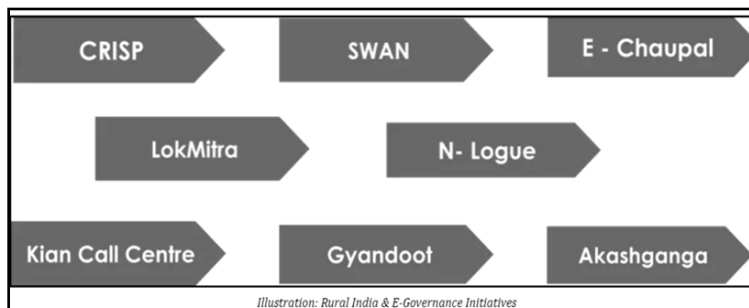 CRISP
SWAN
E - Chaupal
LokMitra
N- Logue
Kian Call Centre
Gyandoot
Akashganga
Illustration: Rural India & E-Governance Initiatives